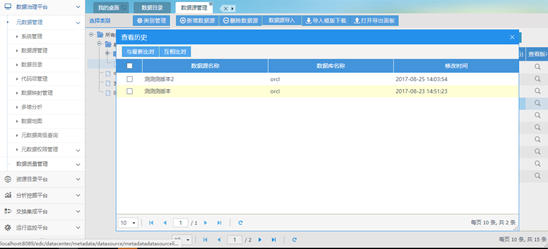 数据治理平台
我的桌面
数据目录
数据源管理
元数据管理
选择类别
类别管理
新增数据源
删除数据源
数据源导入
导入模版下载
打开导出面板
系统管理
数据源管理
数据目录
代码项管理
数据映射管理
多维分析
数据地图
元数据高级查询
元数据权限管理
数据质量管理
资源目录平台
分析挖掘平台
交换集成平台
运行监控平台
查看历史
与最新比对
互相比对
数据源名称
数据库名称
修改时间
测测测版本2
orcl
2017-08-25 14:03:54
测测测版本
orcl
2017-08-23 14:51:23
10
1
/ 1
每页 10 条, 共 2 条
1
/ 2
每页 10 条, 共 15 条
localhost:8089/edc/datacenter/metadata/datasource/metadatadatasourcell...